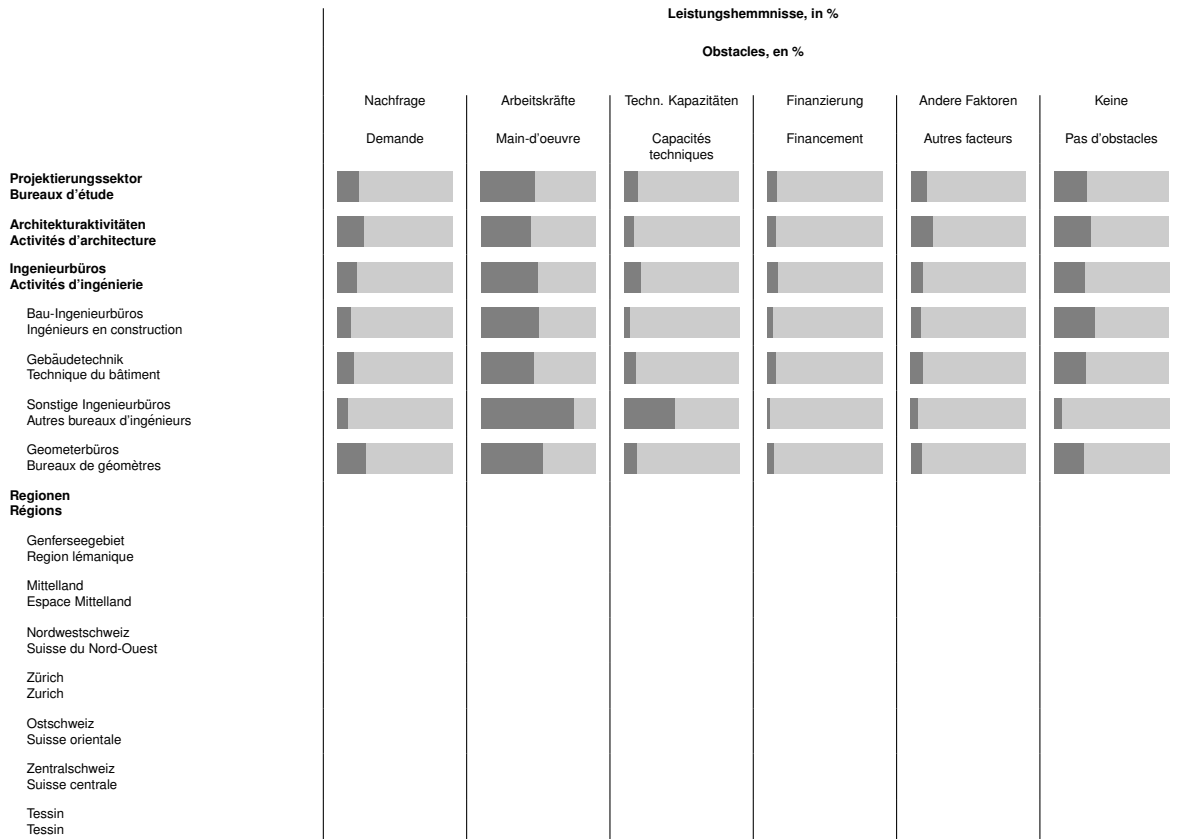 Leistungshemmnisse, in %
Obstacles, en %
Nachfrage
Demande
Arbeitskräfte
Main-d'oeuvre
Techn. Kapazitäten
Capacités
techniques
Finanzierung
Financement
Andere Faktoren
Autres facteurs
Keine
Pas d'obstacles
Projektierungssektor
Bureaux d'étude
Architekturaktivitäten
Activités d'architecture
Ingenieurbüros
Activités d'ingénierie
Bau-Ingenieurbüros
Ingénieurs en construction
Gebäudetechnik
Technique du bâtiment
Sonstige Ingenieurbüros
Autres bureaux d'ingénieurs
Geometerbüros
Bureaux de géomètres
Regionen
Régions
Genferseegebiet
Region lémanique
Mittelland
Espace Mittelland
Nordwestschweiz
Suisse du Nord-Ouest
Zürich
Zurich
Ostschweiz
Suisse orientale
Zentralschweiz
Suisse centrale
Tessin
Tessin